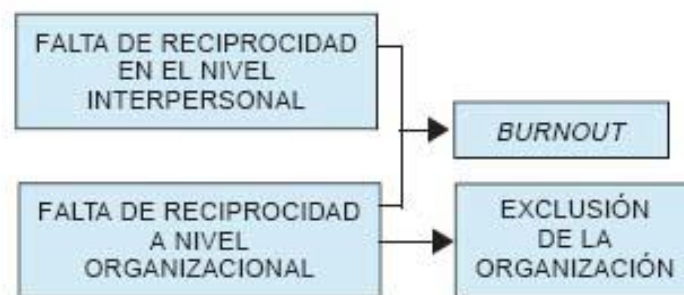 FALTA DE RECIPROCIDAD
EN EL NIVEL
INTERPERSONAL
BURNOUT
FALTA DE RECIPROCIDAD
A NIVEL
ORGANIZACIONAL
EXCLUSIÓN
DE LA
ORGANIZACIÓN